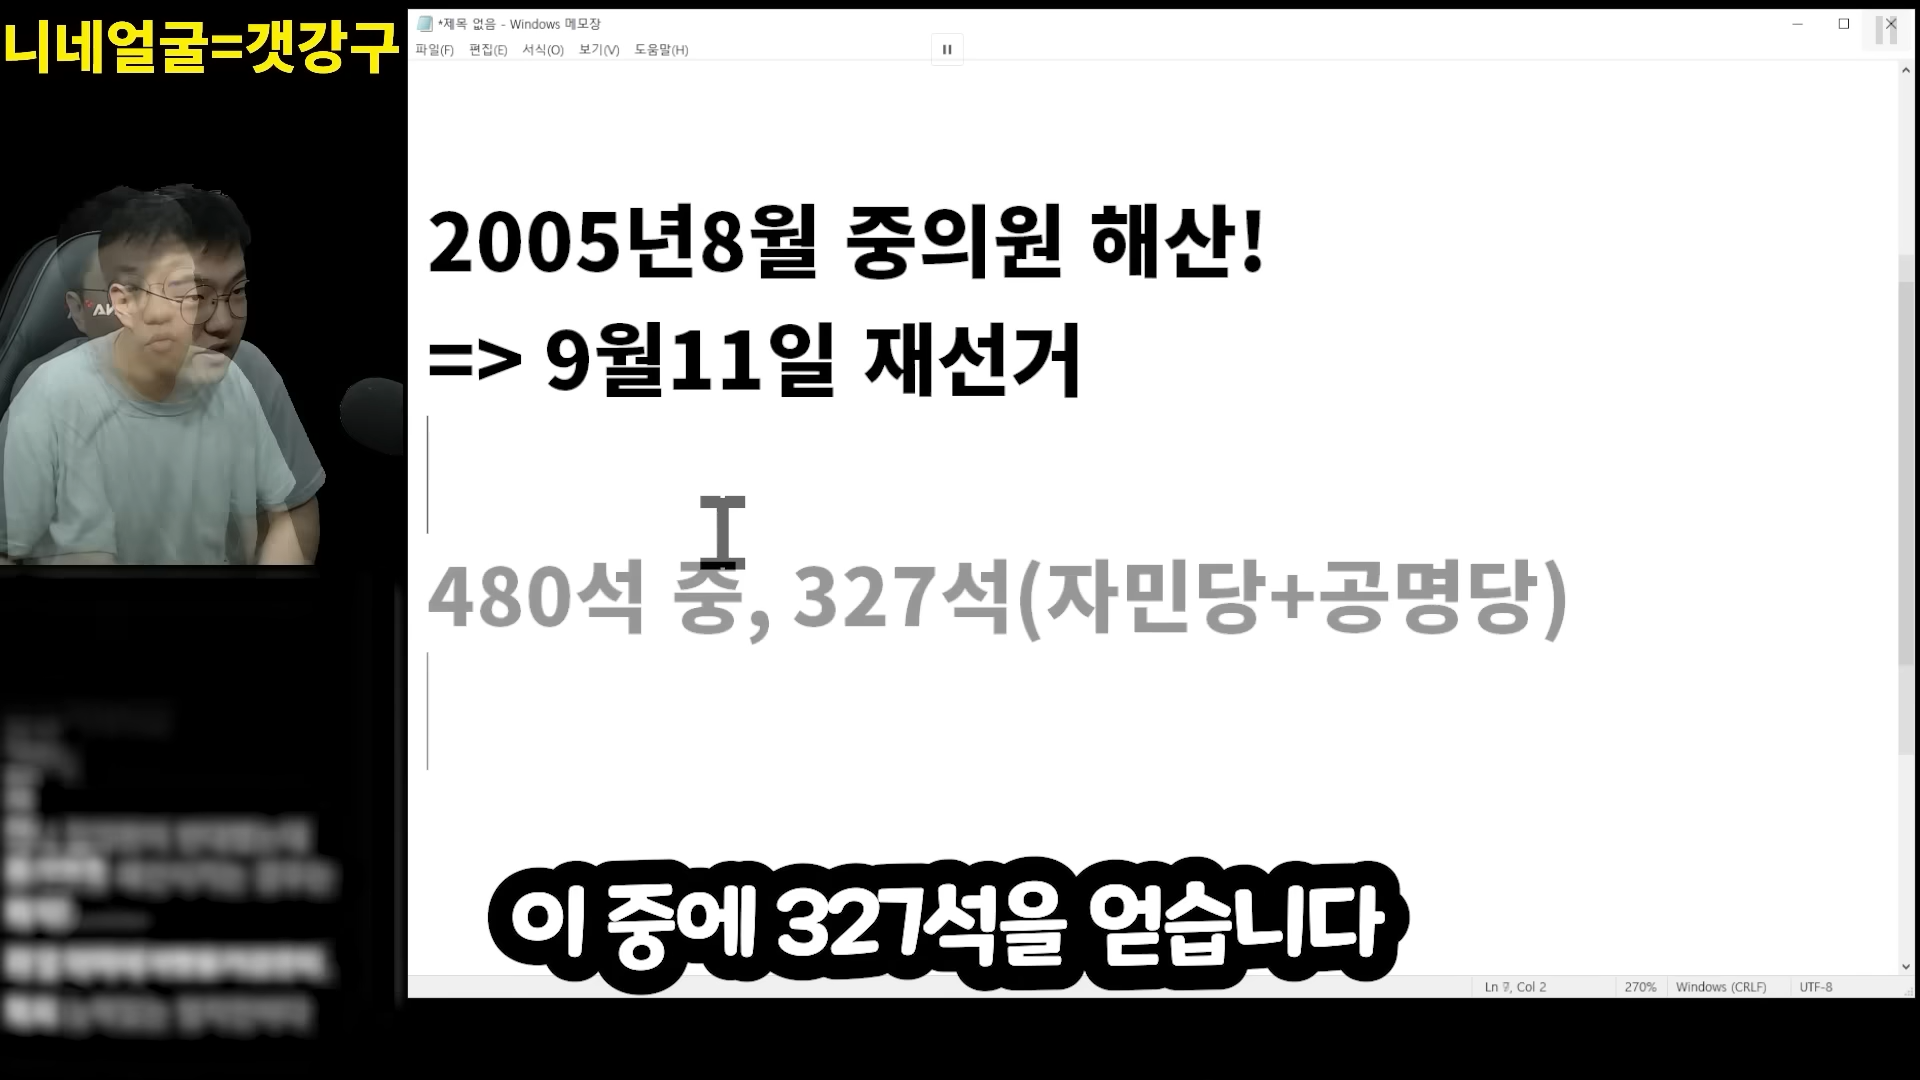 니네얼굴=갯강구
*제목 없음 - Windows 메모장
파일(F) 편집(E) 서식(O) 보기(V) 도움말(H)
2005년8월 중의원 해산!
=> 9월11일 재선거
480석 중, 327석(자민당+공명당)
이 중에 327석을 얻습니다
Ln 7, Col 2 270% Windows (CRLF) UTF-8